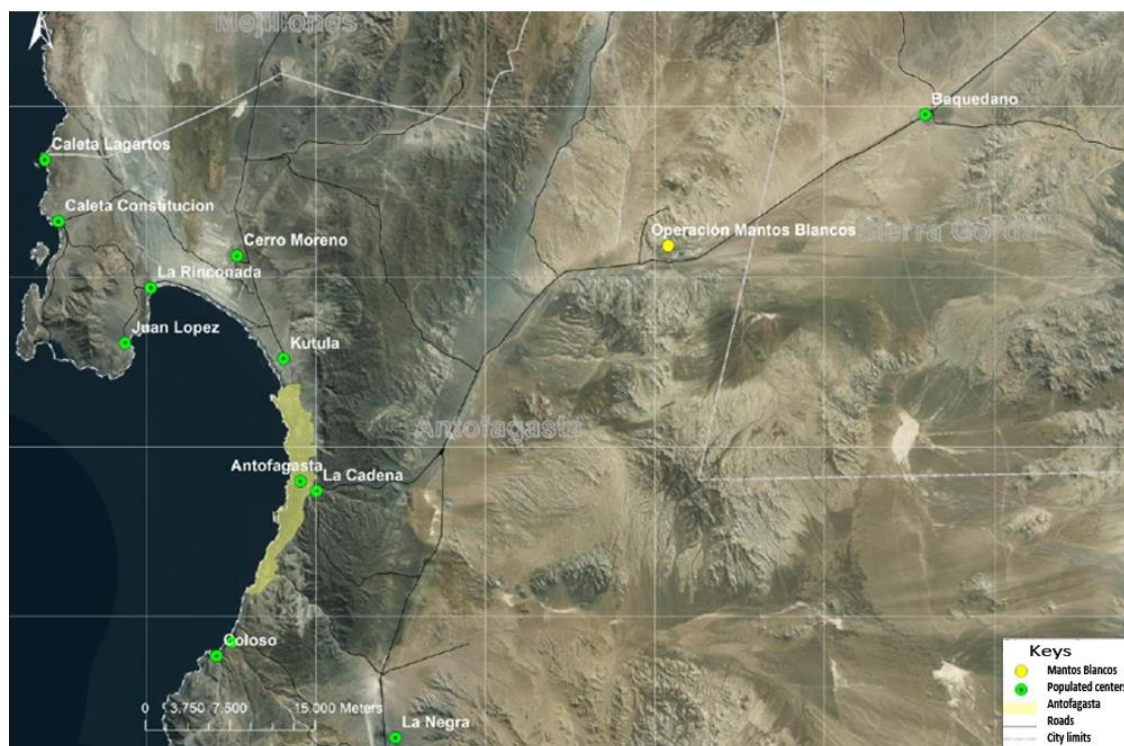 Mejillones
Baquedano
Caleta Lagartos
Caleta Constitucion
Operación Mantos Blancos
Sierra Gorda
Cerro Moreno
La Rinconada
Juan Lopez
Kutula
Antofagasta
Antofagasta
La Cadena
Coloso
Keys
Mantos Blancos
Populated centers
Antofagasta
Roads
City limits
0 3.750 7.500 15.000 Meters
La Negra